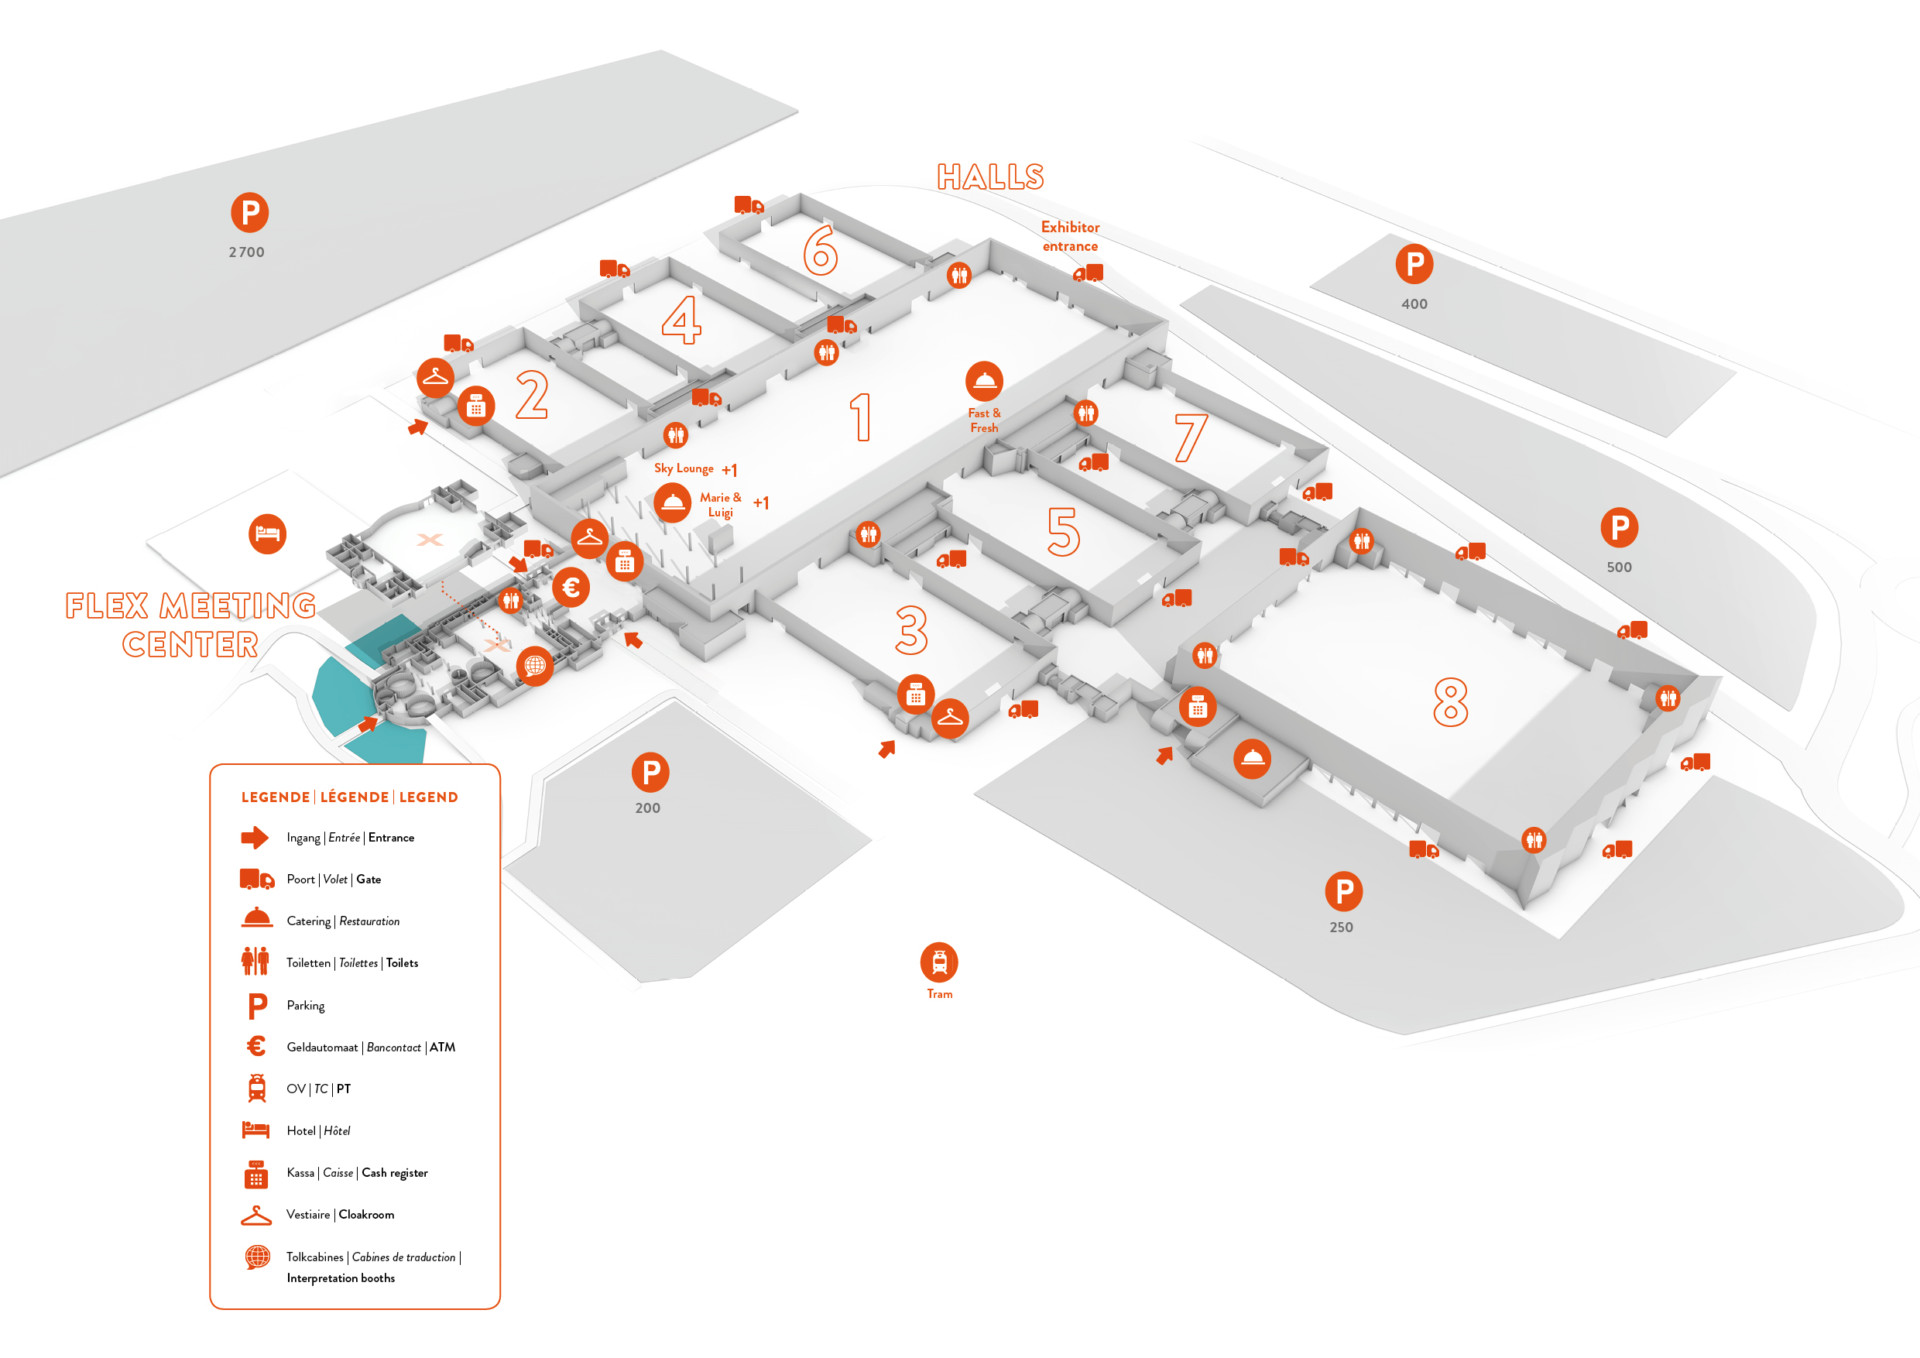 HALLS
P
2700
6
Exhibitor
entrance
P
400
4
2
1
Fast &
Fresh
7
Sky Lounge +1
Marie &
Luigi +1
5
P
500
€
FLEX MEETING
CENTER
3
8
P
200
P
250
Tram
LEGENDE | LÉGENDE | LEGEND
Ingang | Entrée | Entrance
Poort | Volet | Gate
Catering | Restauration
Toiletten | Toilettes | Toilets
P Parking
€ Geldautomaat | Bancontact | ATM
OV | TC | PT
Hotel | Hôtel
Kassa | Caisse | Cash register
Vestiaire | Cloakroom
Tolkcabines | Cabines de traduction |
Interpretation booths